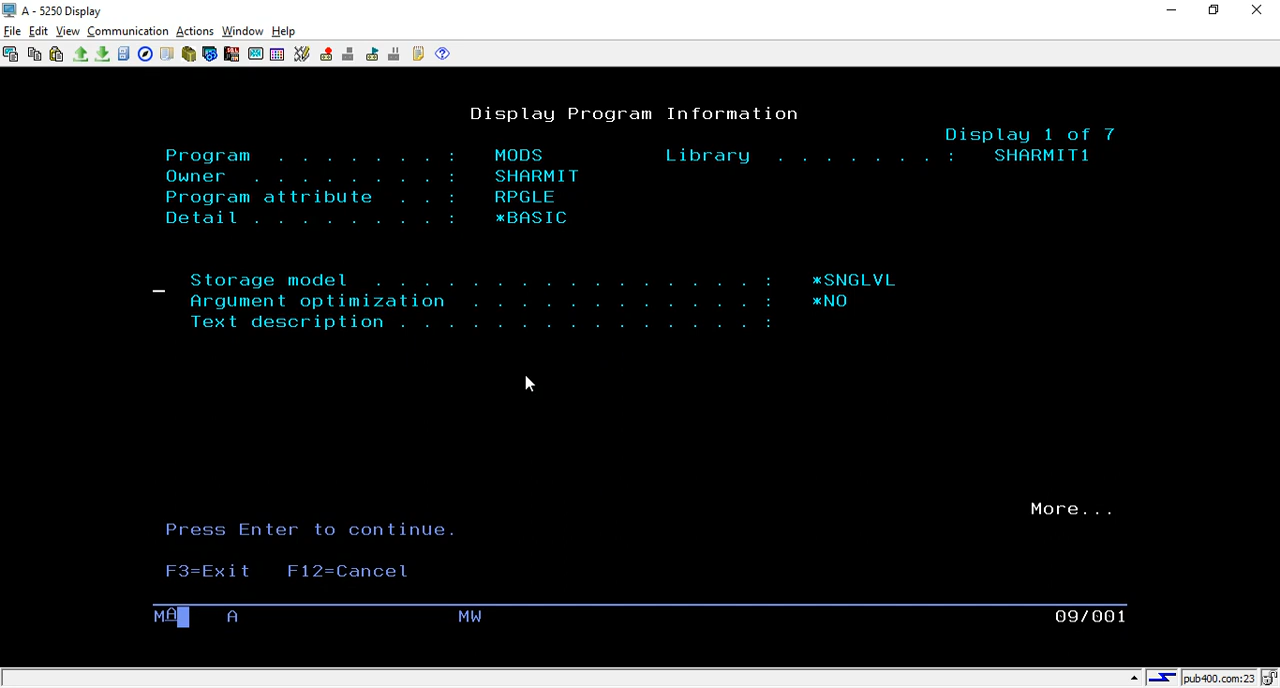 A - 5250 Display
File Edit View Communication Actions Window Help
Display Program Information
Display 1 of 7
Program . . . . . . . : MODS Library . . . . . . . : SHARMIT1
Owner . . . . . . . . : SHARMIT
Program attribute . . : RPGLE
Detail . . . . . . . . : *BASIC
Storage model . . . . . . . . . . . . . . . . . : *SNGLVL
Argument optimization . . . . . . . . . . . . . : *NO
Text description . . . . . . . . . . . . . . . :
More...
Press Enter to continue.
F3=Exit F12=Cancel
MA A MW 09/001
pub400.com:23